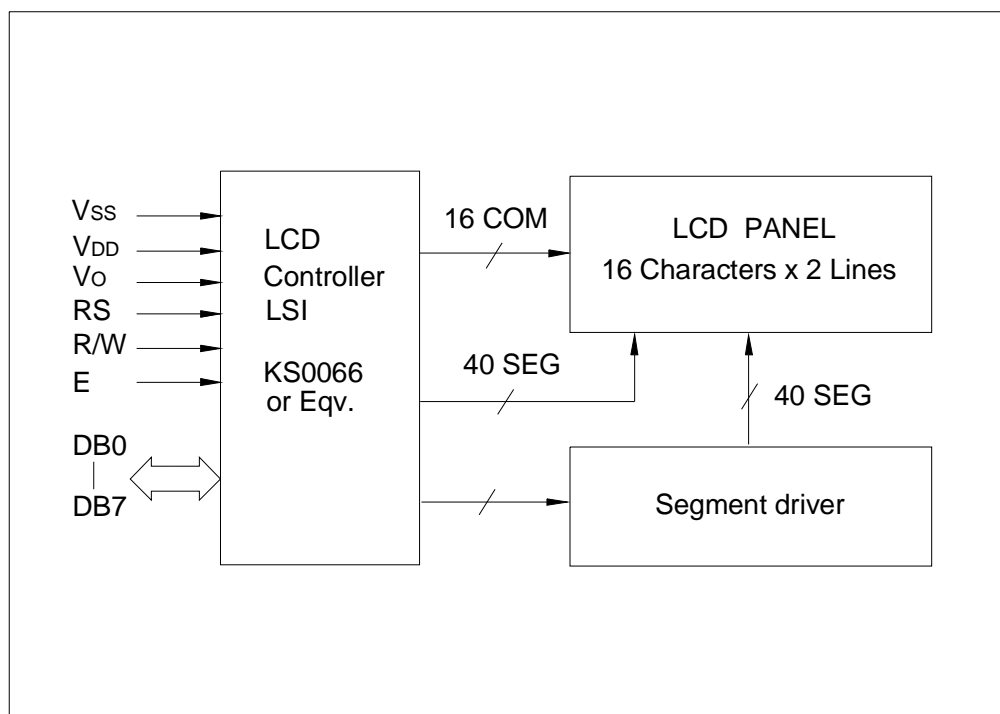 VSS
VDD
VO
RS
R/W
E
DB0
DB7
LCD
Controller
LSI
KS0066
or Eqv.
16 COM
40 SEG
LCD PANEL
16 Characters x 2 Lines
40 SEG
Segment driver